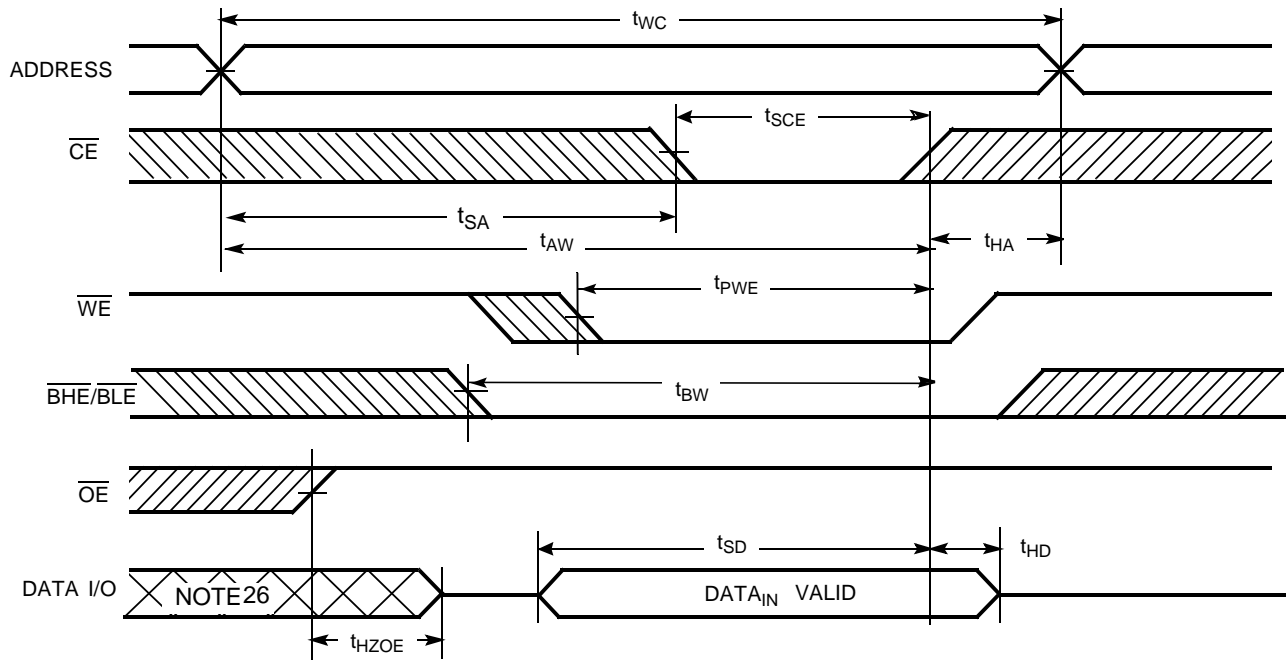 tWC
ADDRESS
tSCE
CE
tSA
tAW
tHA
tPWE
WE
tBW
BHE/BLE
OE
tSD
tHD
DATA I/O
NOTE 26
DATAIN VALID
tHZOE